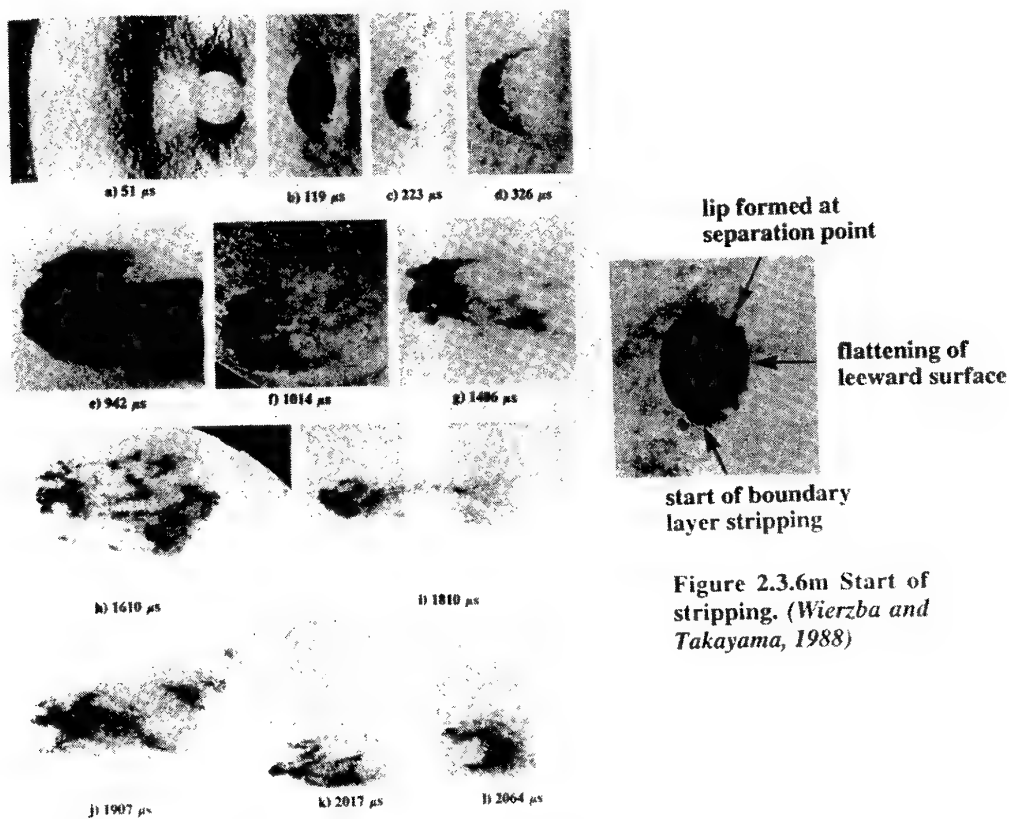 a) 51 μs
b) 119 μs
c) 223 μs
d) 326 μs
e) 942 μs
f) 1014 μs
g) 1406 μs
h) 1610 μs
i) 1810 μs
j) 1907 μs
k) 2017 μs
l) 2064 μs
lip formed at
separation point
flattening of
leeward surface
start of boundary
layer stripping
Figure 2.3.6m Start of
stripping. (Wierzba and
Takayama, 1988)